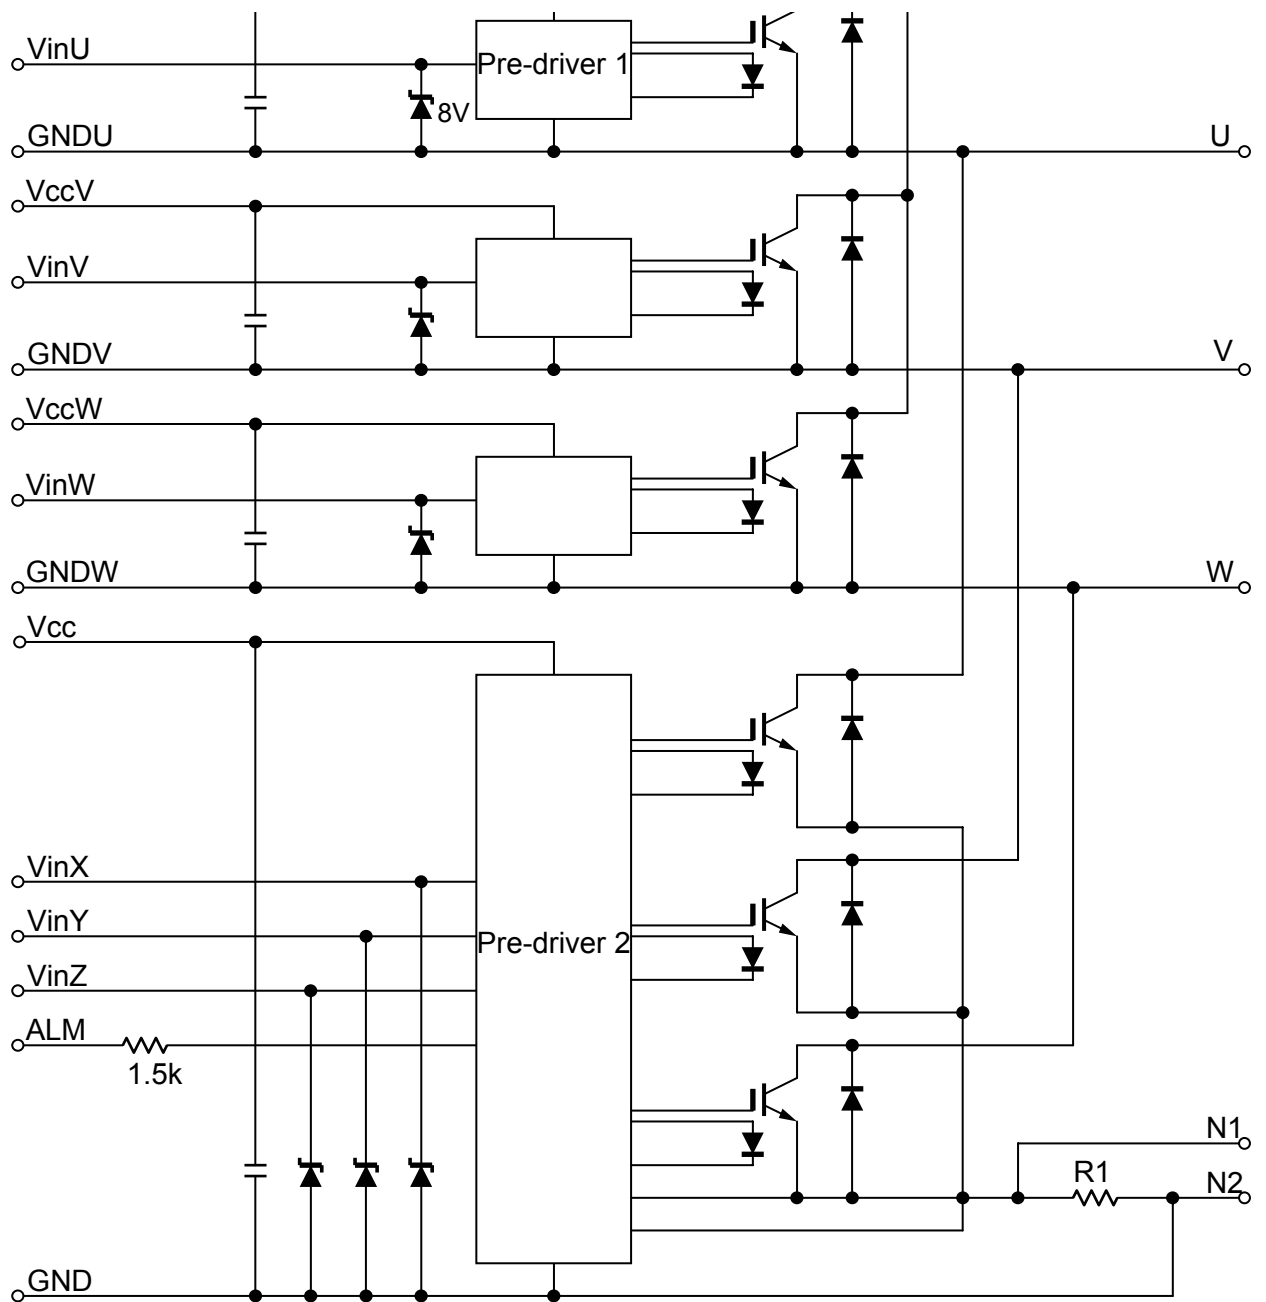 VinU
Pre-driver 1
8V
GNDU
U
VccV
VinV
GNDV
V
VccW
VinW
GNDW
W
Vcc
VinX
VinY
Pre-driver 2
VinZ
ALM
1.5k
N1
R1
N2
GND